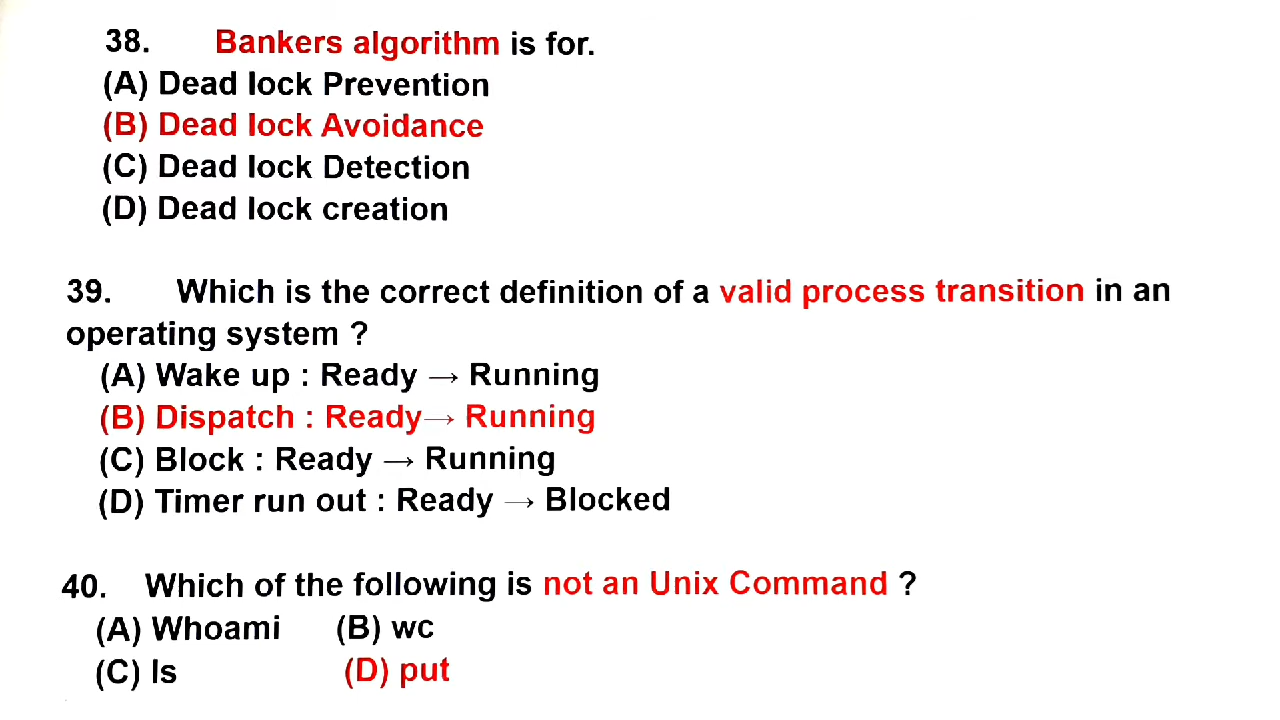 38. Bankers algorithm is for.
(A) Dead lock Prevention
(B) Dead lock Avoidance
(C) Dead lock Detection
(D) Dead lock creation
39. Which is the correct definition of a valid process transition in an
operating system ?
(A) Wake up : Ready → Running
(B) Dispatch : Ready→ Running
(C) Block : Ready → Running
(D) Timer run out : Ready → Blocked
40. Which of the following is not an Unix Command ?
(A) Whoami (B) wc
(C) ls (D) put